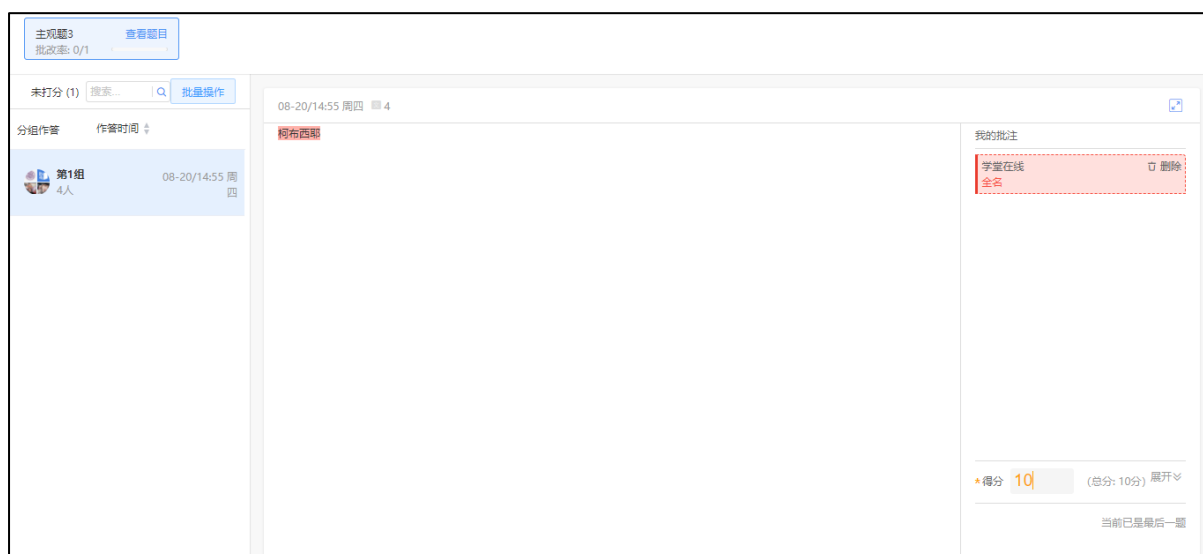 主观题3 查看题目
批改率: 0/1
未打分 (1) 搜索... 批量操作
分组作答 作答时间
第1组 08-20/14:55 周四
4人
08-20/14:55 周四 4
柯布西耶
我的批注
学堂在线 删除
全名
*得分 10 (总分: 10分) 展开
当前已是最后一题